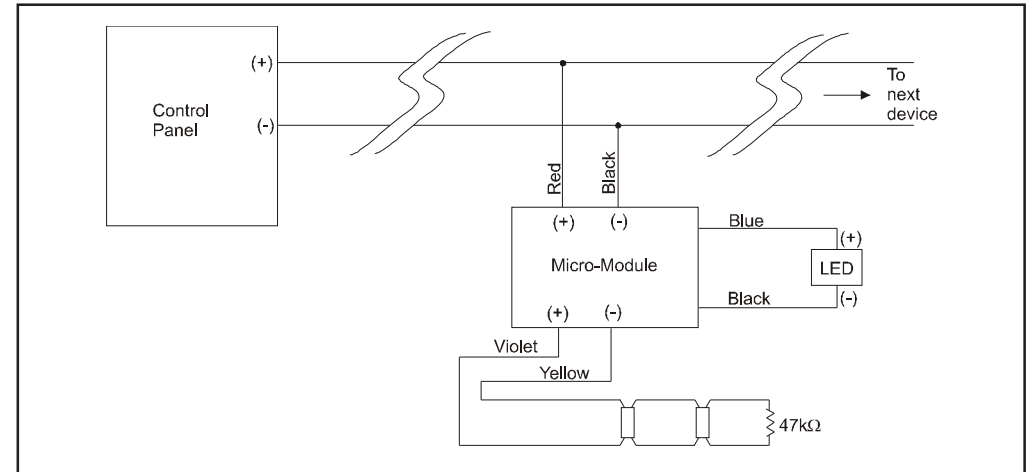 (+)
Control
Panel
(-)
To
next
device
Red
Black
(+) (-)
Micro-Module
(+) (-)
Blue
(+)
LED
Black
(-)
Violet
Yellow
47kΩ